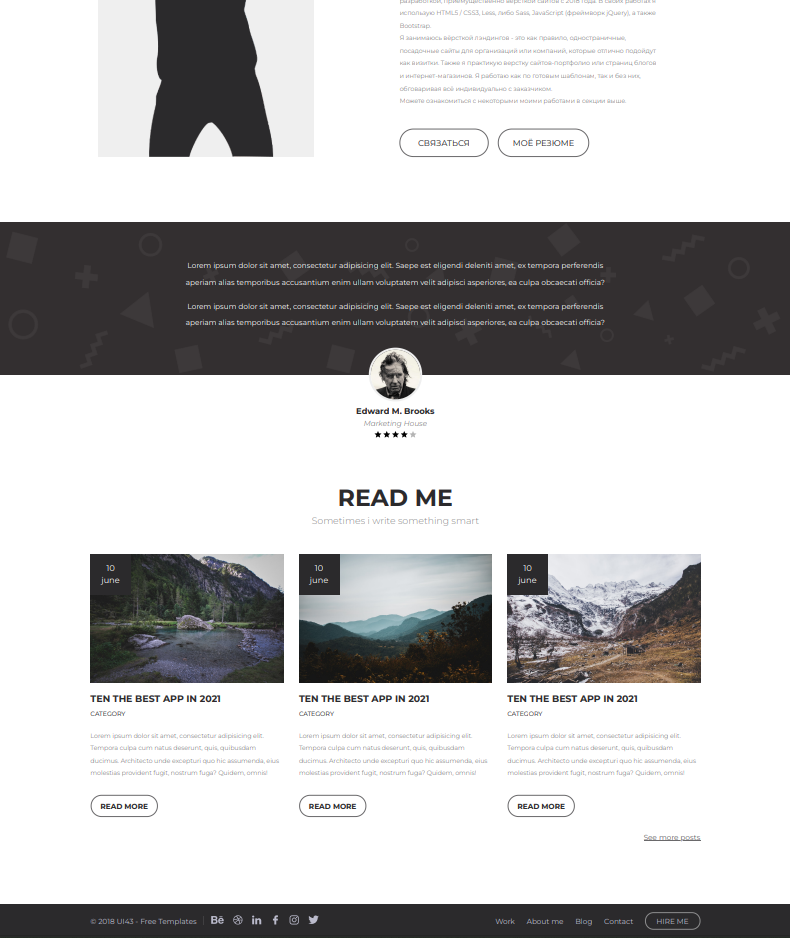 разработкой, преимущественно вёрсткой сайтов с 2018 года. В своих работах я
использую HTML5 / CSS3, Less, либо Sass, JavaScript (фреймворк jQuery), а также
Bootstrap.
Я занимаюсь вёрсткой лэндингов - это как правило, одностраничные,
посадочные сайты для организаций или компаний, которые отлично подойдут
как визитки. Также я практикую верстку сайтов-портфолио или страниц блогов
и интернет-магазинов. Я работаю как по готовым шаблонам, так и без них,
обговаривая всё индивидуально с заказчиком.
Можете ознакомиться с некоторыми моими работами в секции выше.
СВЯЗАТЬСЯ
МОЁ РЕЗЮМЕ
Lorem ipsum dolor sit amet, consectetur adipisicing elit. Saepe est eligendi deleniti amet, ex tempora perferendis
aperiam alias temporibus accusantium enim ullam voluptatem velit adipisci asperiores, ea culpa obcaecati officia?
Lorem ipsum dolor sit amet, consectetur adipisicing elit. Saepe est eligendi deleniti amet, ex tempora perferendis
aperiam alias temporibus accusantium enim ullam voluptatem velit adipisci asperiores, ea culpa obcaecati officia?
Edward M. Brooks
Marketing House
READ ME
Sometimes i write something smart
10
june
10
june
10
june
TEN THE BEST APP IN 2021
CATEGORY
Lorem ipsum dolor sit amet, consectetur adipisicing elit.
Tempora culpa cum natus deserunt, quis, quibusdam
ducimus. Architecto unde excepturi quo hic assumenda, eius
molestias provident fugit, nostrum fuga? Quidem, omnis!
READ MORE
TEN THE BEST APP IN 2021
CATEGORY
Lorem ipsum dolor sit amet, consectetur adipisicing elit.
Tempora culpa cum natus deserunt, quis, quibusdam
ducimus. Architecto unde excepturi quo hic assumenda, eius
molestias provident fugit, nostrum fuga? Quidem, omnis!
READ MORE
TEN THE BEST APP IN 2021
CATEGORY
Lorem ipsum dolor sit amet, consectetur adipisicing elit.
Tempora culpa cum natus deserunt, quis, quibusdam
ducimus. Architecto unde excepturi quo hic assumenda, eius
molestias provident fugit, nostrum fuga? Quidem, omnis!
READ MORE
See more posts
© 2018 UI43 - Free Templates
Work About me Blog Contact HIRE ME